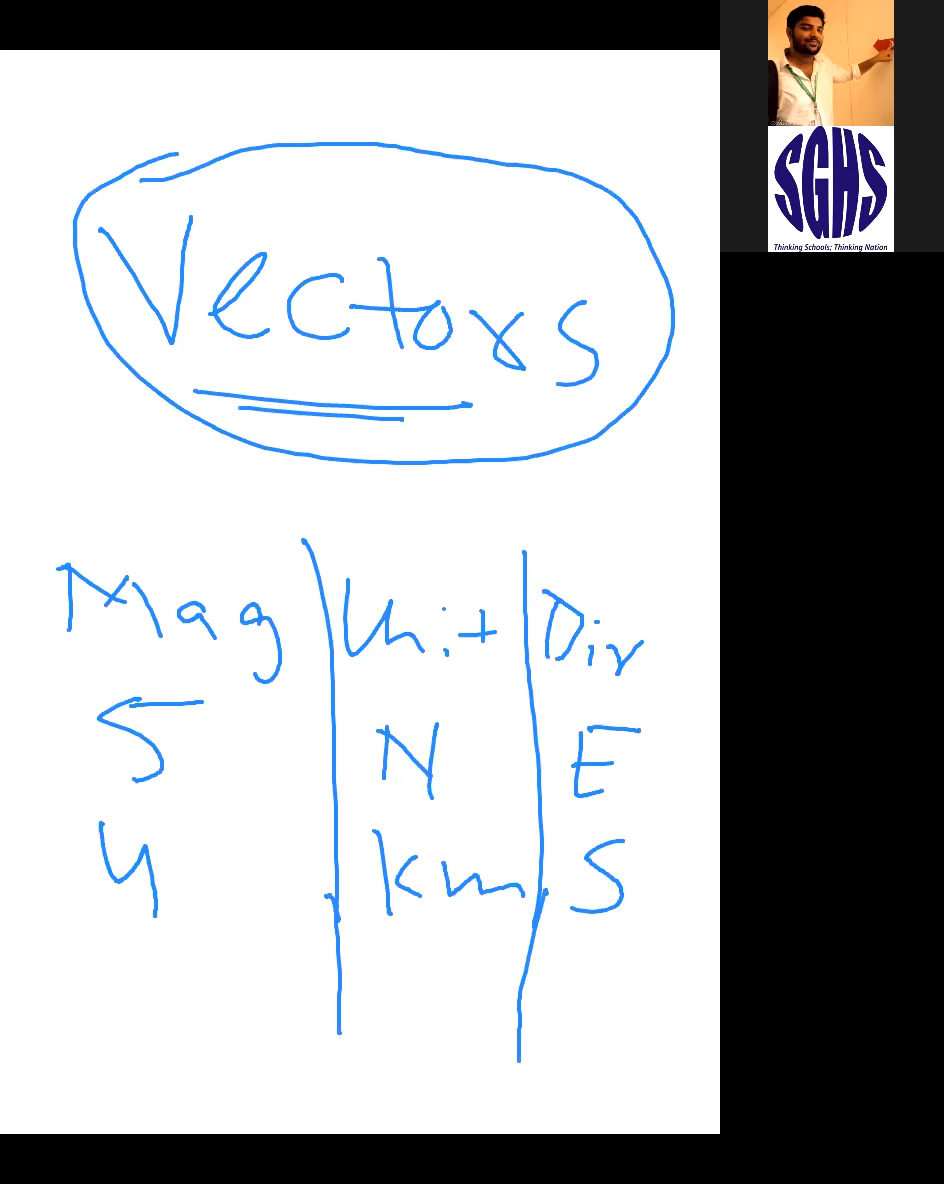 SGHS
Thinking Schools; Thinking Nation
Vectors
Mag Unit Dir
5 N E
4 km S